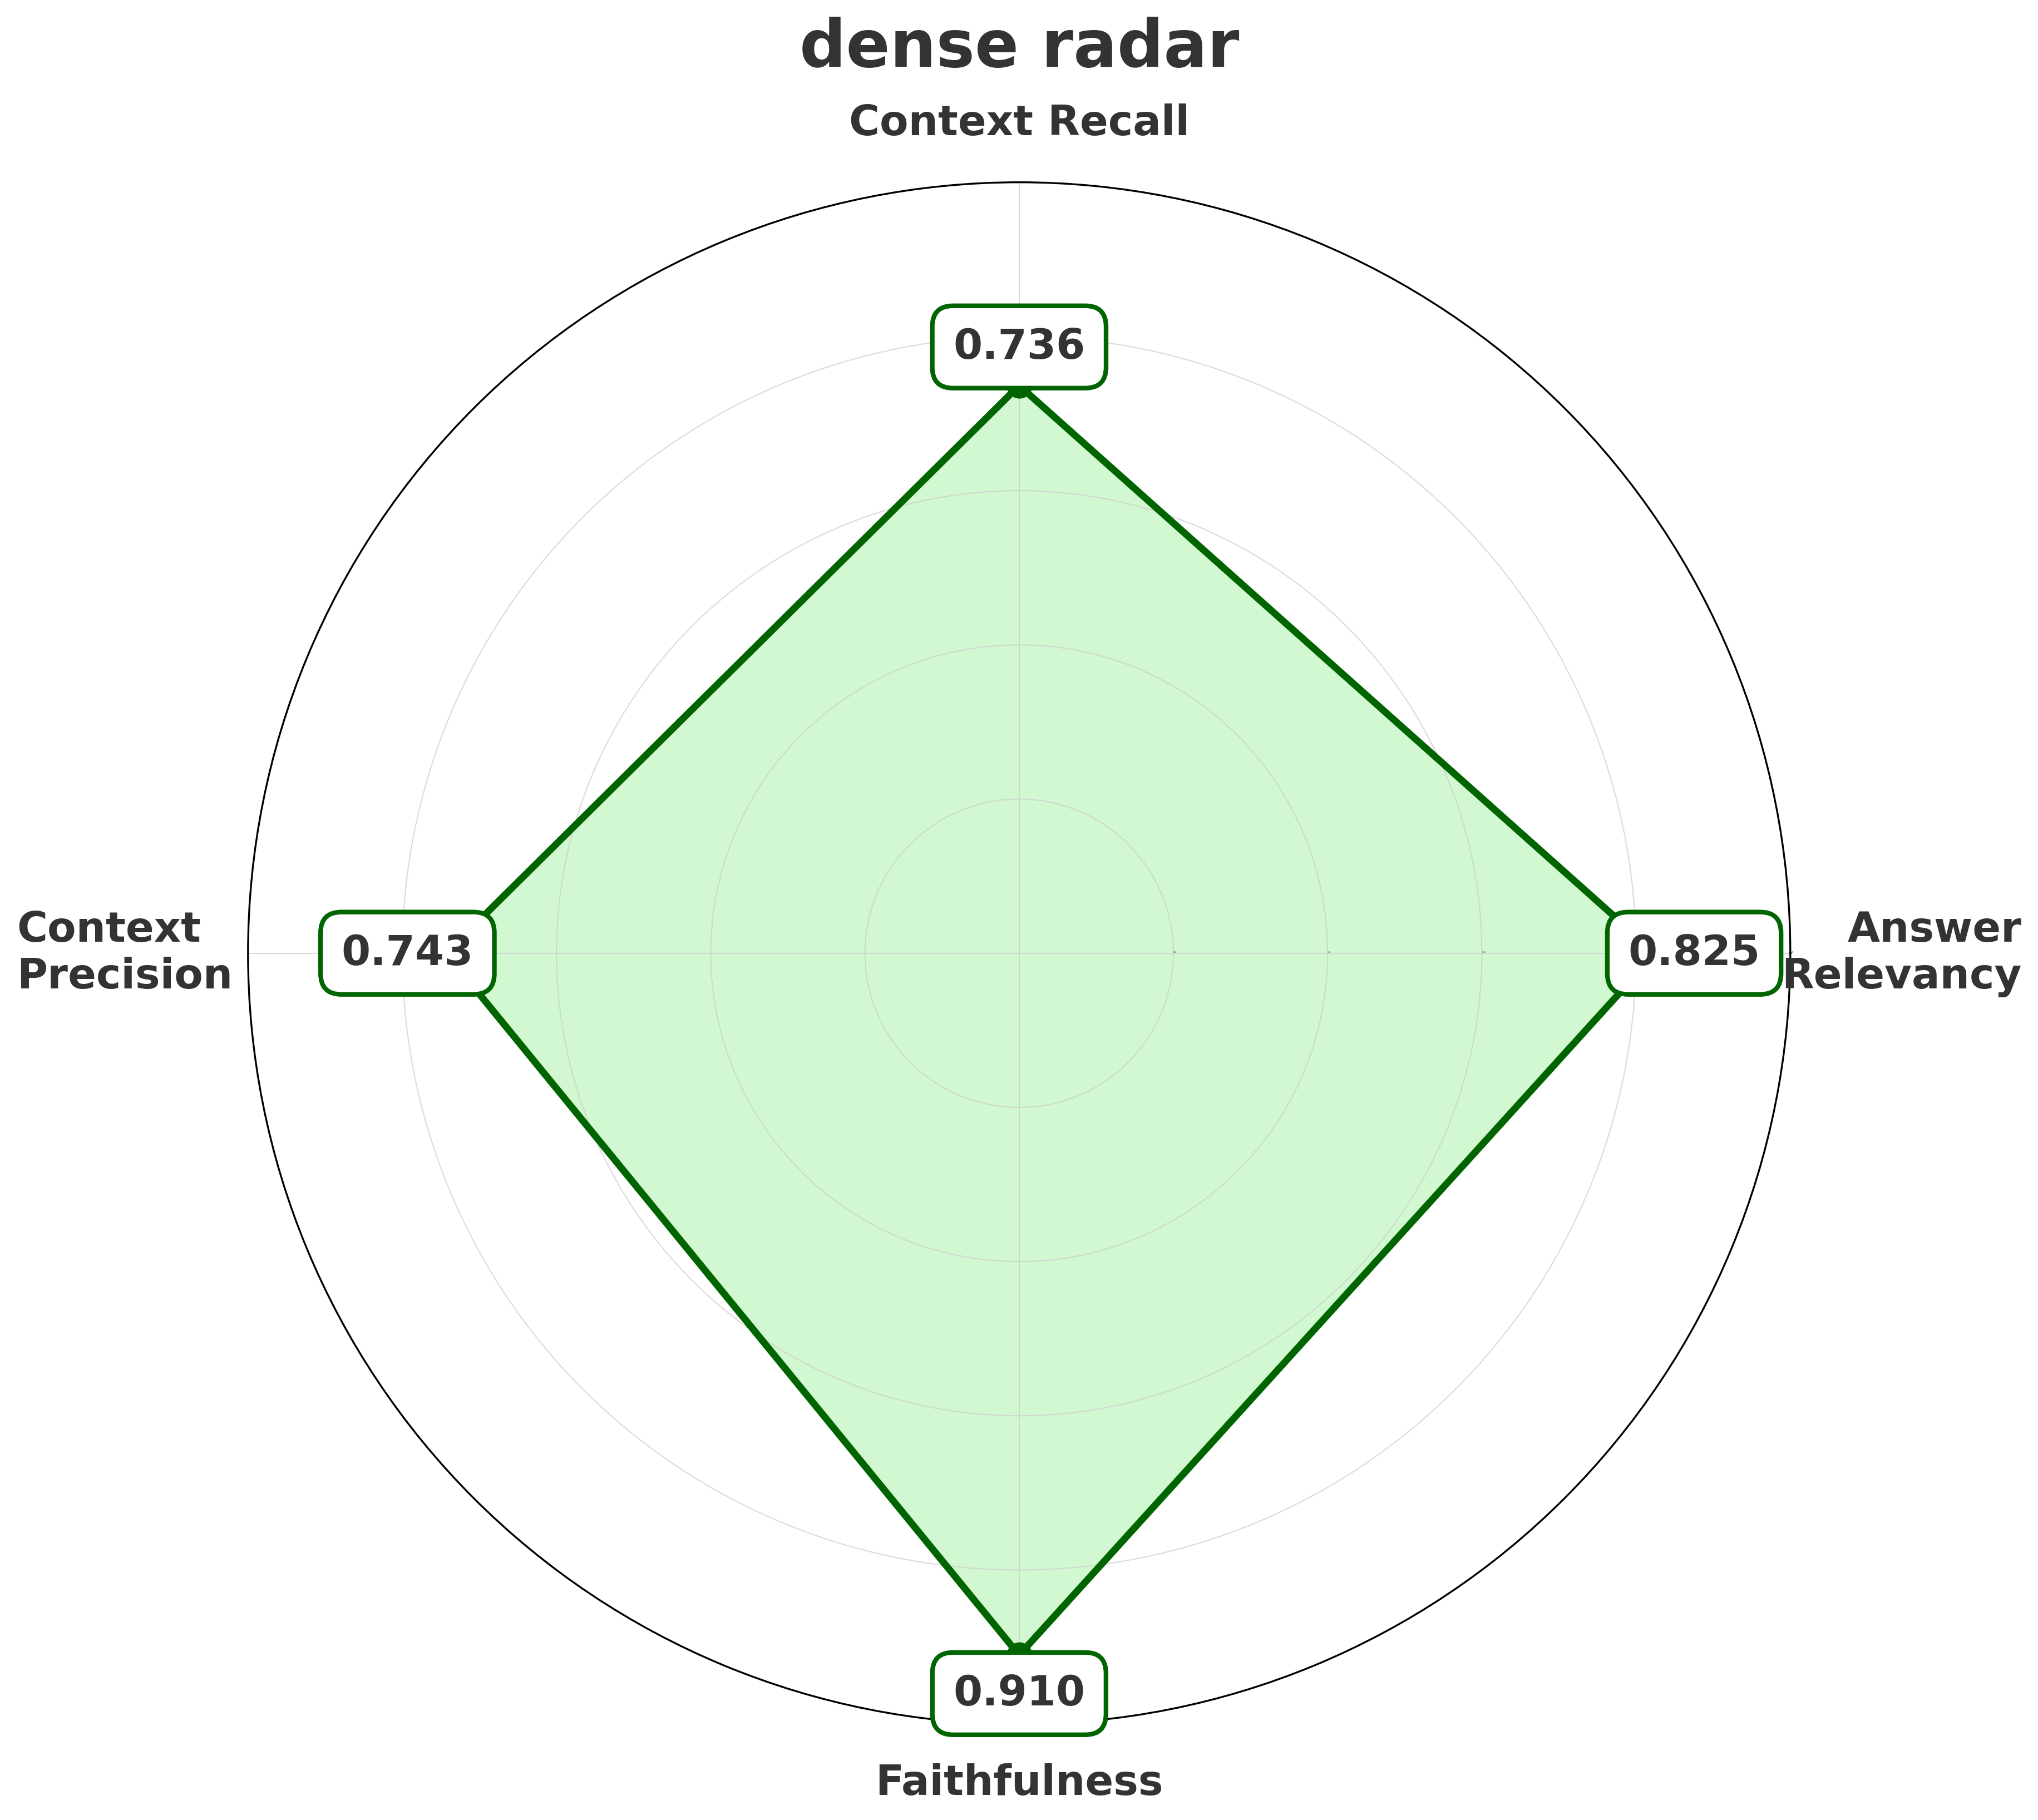 dense radar
Context Recall
0.736
Context
Precision
0.743
0.825
Answer
Relevancy
0.910
Faithfulness